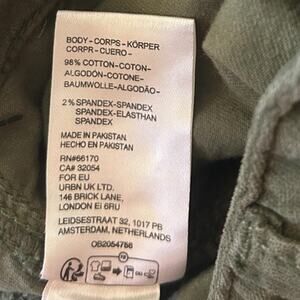 BODY-CORPS-KÖRPER
CORPR-CUERO-
98% COTTON-COTON-
ALGODÓN-COTONE-
BAUMWOLLE-ALGODÃO-
2% SPANDEX-SPANDEX
SPANDEX-ELASTHAN
SPANDEX
MADE IN PAKISTAN
HECHO EN PAKISTAN
RN#66170
CA# 32054
FOR EU
URBN UK LTD.
146 BRICK LANE,
LONDON E1 6RU
LEIDSESTRAAT 32, 1017 PB
AMSTERDAM, NETHERLANDS
OB2054756